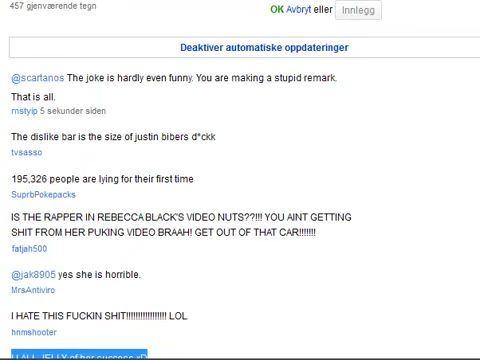 457 gjenværende tegn
OK Avbryt eller Innlegg
Deaktiver automatiske oppdateringer
@scartanos The joke is hardly even funny. You are making a stupid remark.
That is all.
rnstyip 5 sekunder siden
The dislike bar is the size of justin bibers d*ckk
tvsasso
195,326 people are lying for their first time
SuprbPokepacks
IS THE RAPPER IN REBECCA BLACK'S VIDEO NUTS??!!! YOU AINT GETTING
SHIT FROM HER PUKING VIDEO BRAAH! GET OUT OF THAT CAR!!!!!!!
fatjah500
@jak8905 yes she is horrible.
MrsAntiviro
I HATE THIS FUCKIN SHIT!!!!!!!!!!!!!!!!!! LOL
hnmshooter
U ALL JELLY of her success xD